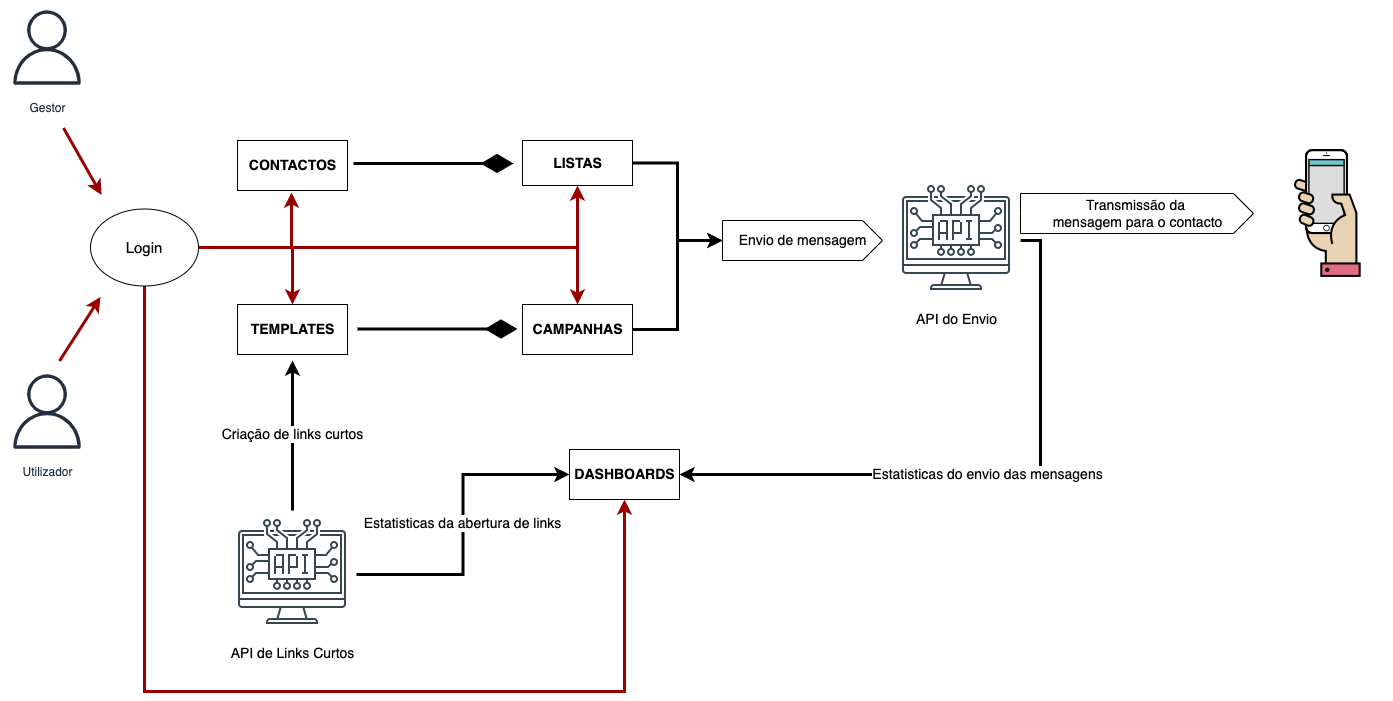 Gestor
CONTACTOS
LISTAS
Login
Envio de mensagem
API
Transmissão da
mensagem para o contacto
API do Envio
TEMPLATES
CAMPANHAS
Criação de links curtos
Utilizador
DASHBOARDS
Estatisticas do envio das mensagens
Estatisticas da abertura de links
API
API de Links Curtos